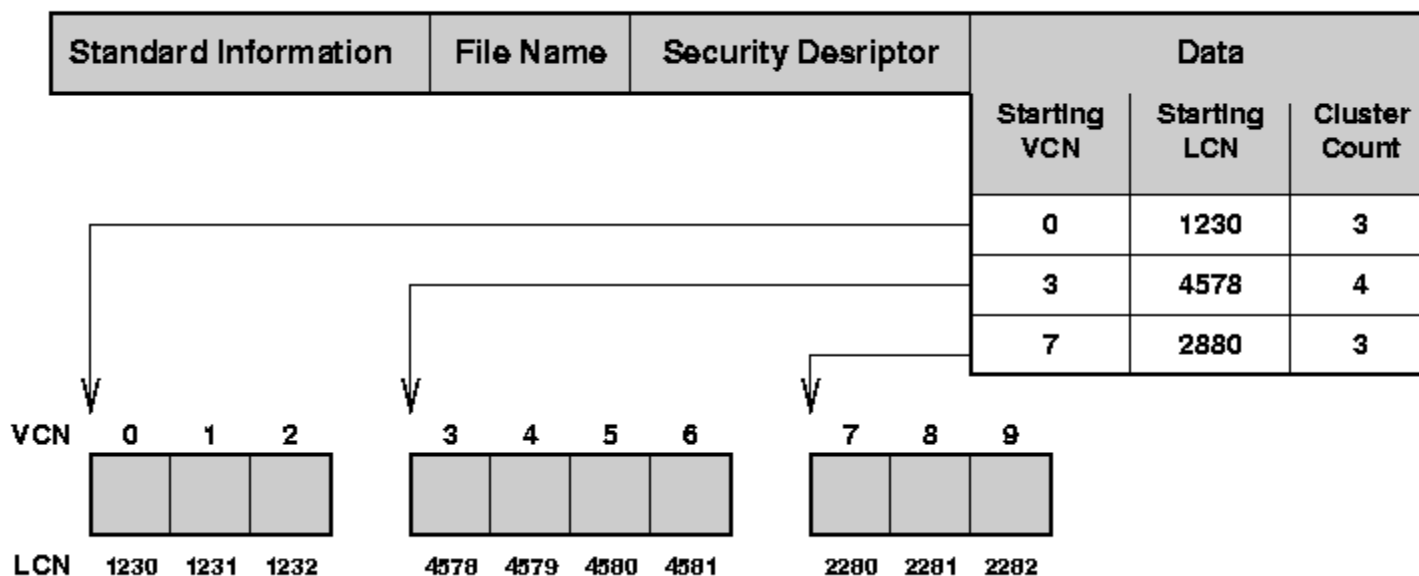 Standard Information File Name Security Desriptor Data
Starting VCN Starting LCN Cluster Count
0 1230 3
3 4578 4
7 2880 3
VCN 0 1 2 3 4 5 6 7 8 9
LCN 1230 1231 1232 4578 4579 4580 4581 2280 2281 2282